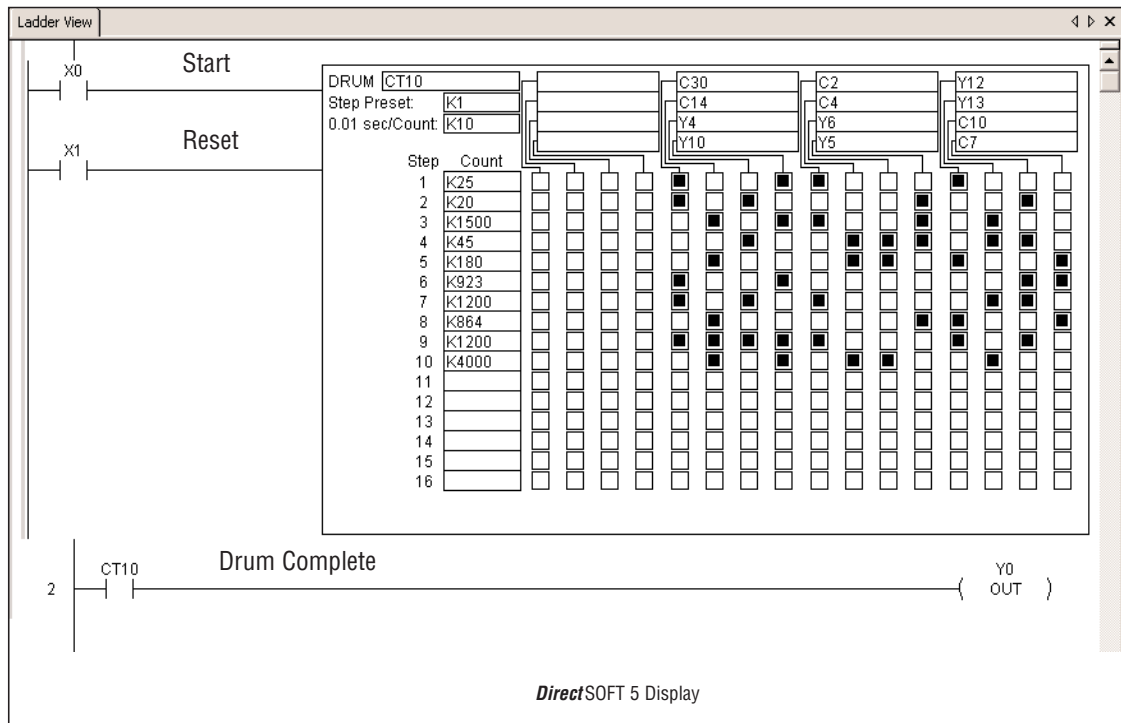 Ladder View
X0
Start
DRUM CT10
C30
C2
Y12
Step Preset: K1
C14
C4
Y13
0.01 sec/Count: K10
Y4
Y6
C10
Y10
Y5
C7
X1
Reset
Step Count
1 K25
2 K20
3 K1500
4 K45
5 K180
6 K923
7 K1200
8 K864
9 K1200
10 K4000
11
12
13
14
15
16
2
CT10
Drum Complete
Y0
OUT
DirectSOFT 5 Display